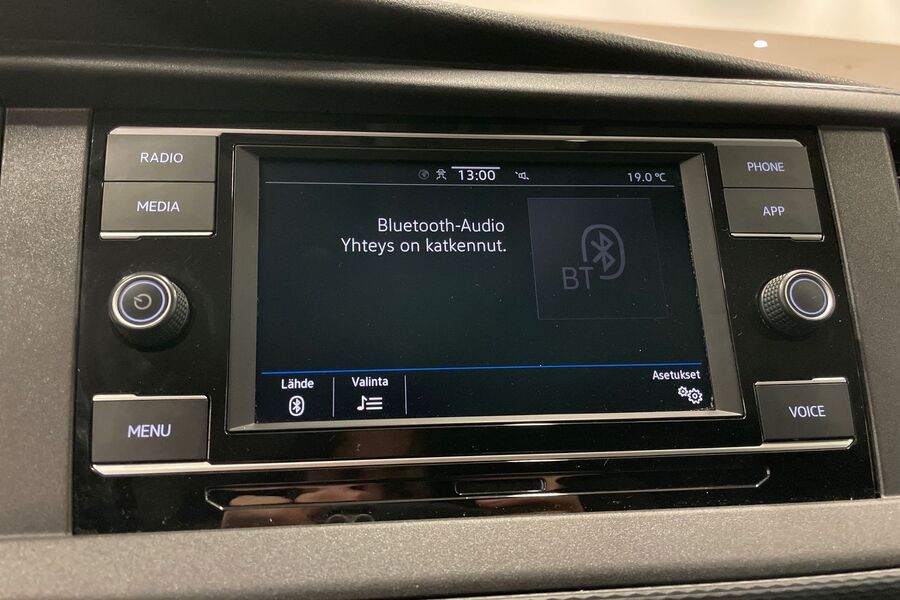 RADIO
MEDIA
MENU
13:00
19.0 °C
Bluetooth-Audio
Yhteys on katkennut.
BT
Lähde
Valinta
Asetukset
PHONE
APP
VOICE